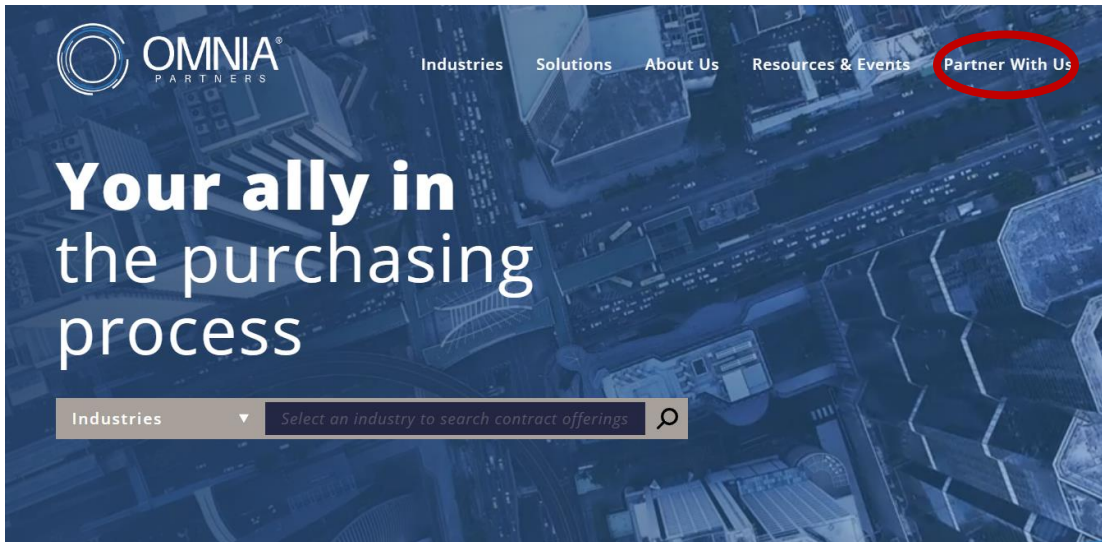 OMNIA®
PARTNERS
Industries Solutions About Us Resources & Events Partner With Us
Your ally in
the purchasing
process
Industries ▼ Select an industry to search contract offerings